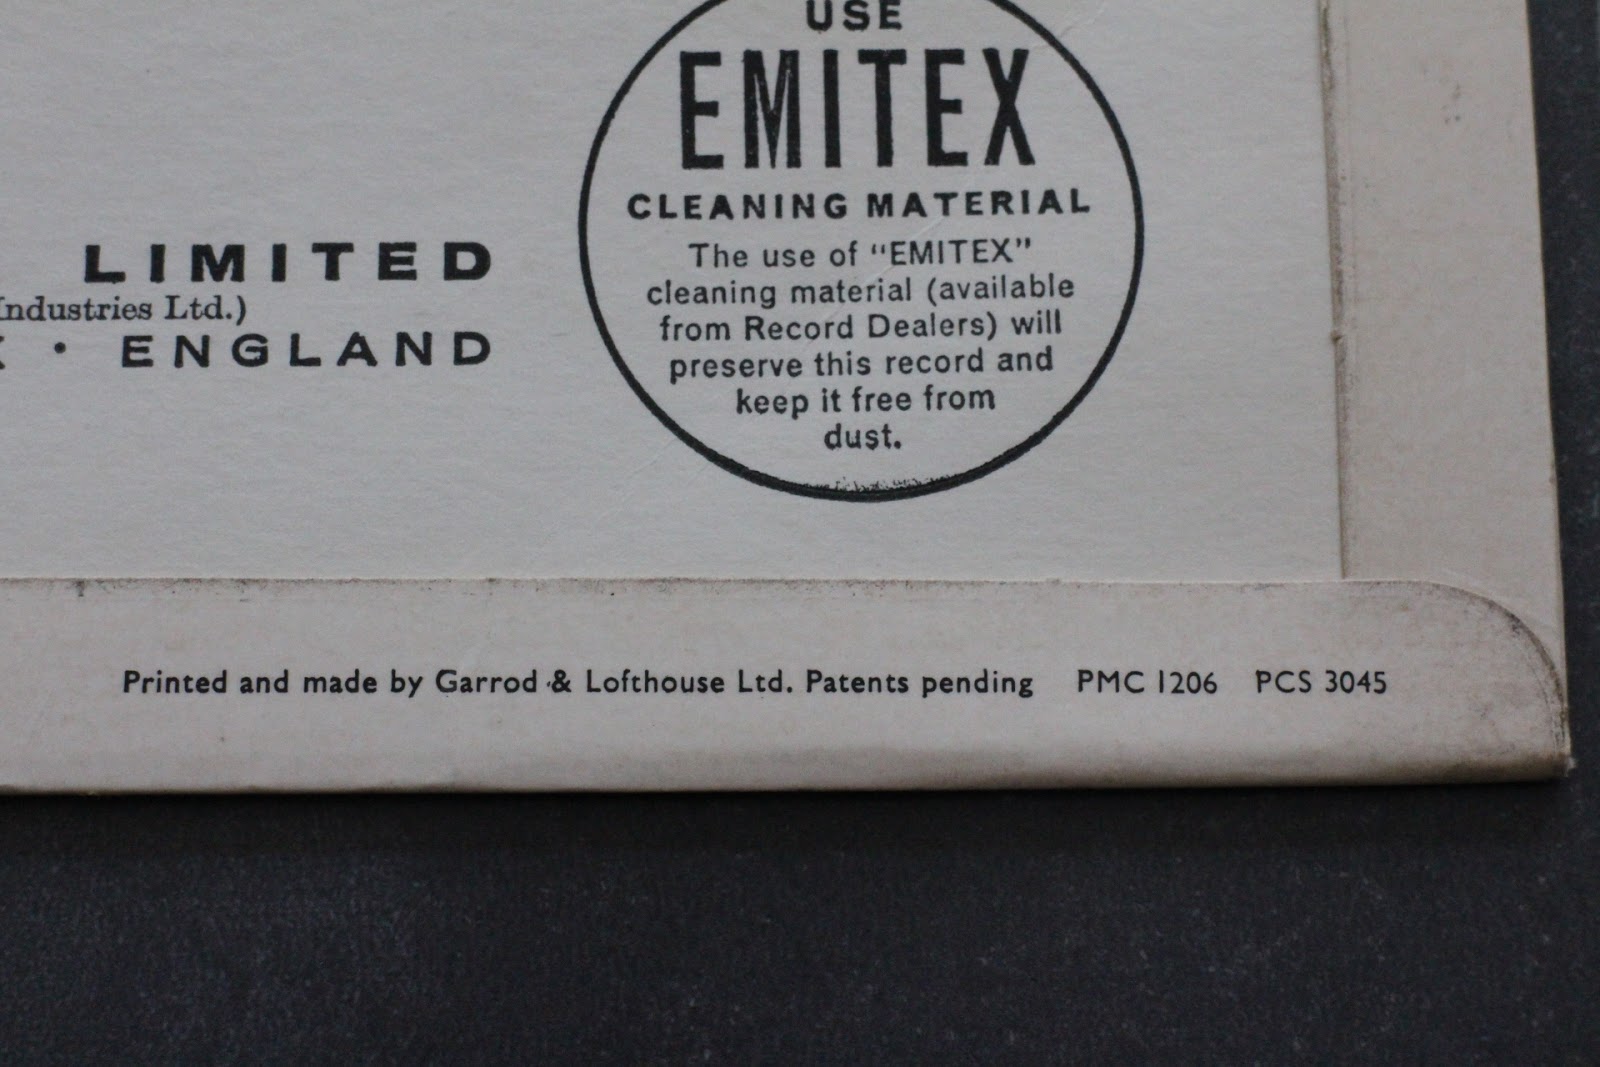 USE
EMITEX
CLEANING MATERIAL
The use of “EMITEX”
cleaning material (available
from Record Dealers) will
preserve this record and
keep it free from
dust.
LIMITED
Industries Ltd.)
· ENGLAND
Printed and made by Garrod & Lofthouse Ltd. Patents pending PMC 1206 PCS 3045